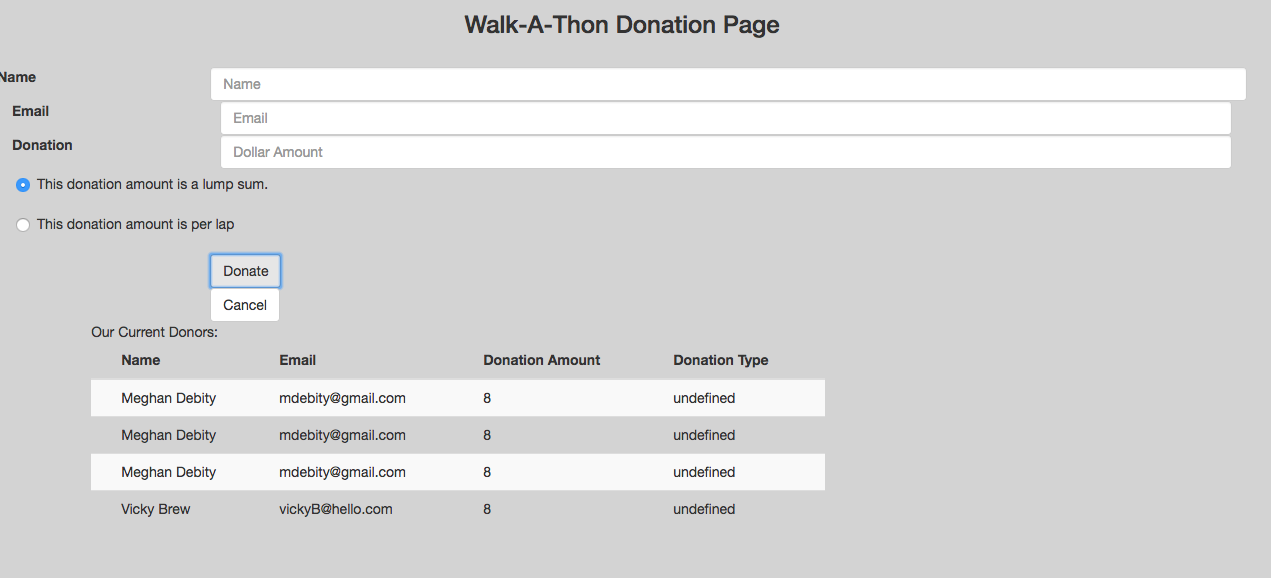 Walk-A-Thon Donation Page
Name Name
Email Email
Donation Dollar Amount
This donation amount is a lump sum.
This donation amount is per lap
Donate
Cancel
Our Current Donors:
Name Email Donation Amount Donation Type
Meghan Debity mdebity@gmail.com 8 undefined
Meghan Debity mdebity@gmail.com 8 undefined
Meghan Debity mdebity@gmail.com 8 undefined
Vicky Brew vickyB@hello.com 8 undefined